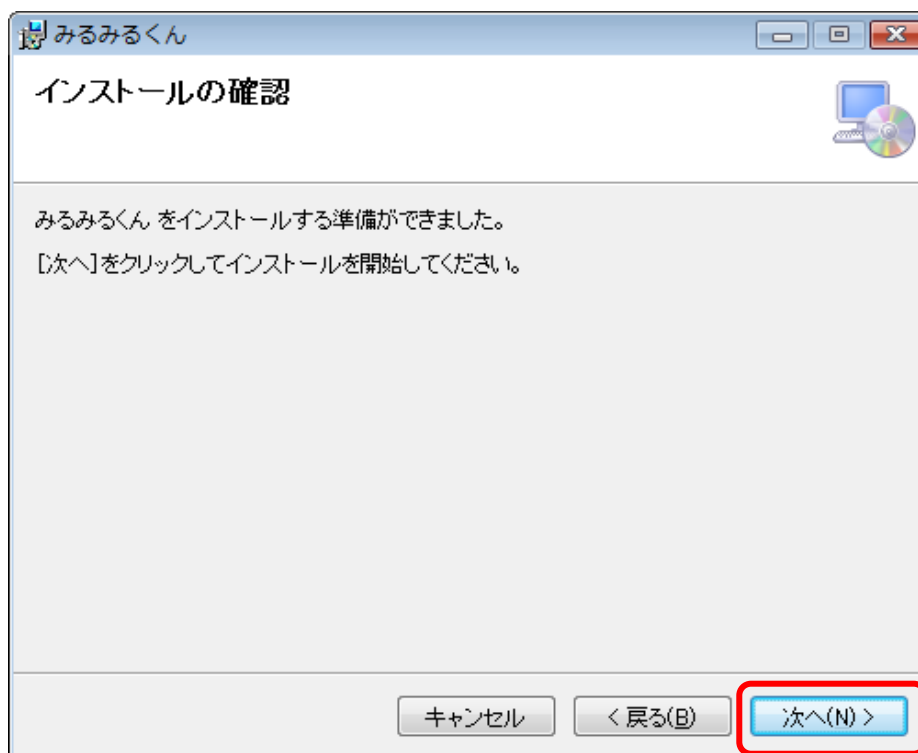 みるみるくん
インストールの確認
みるみるくん をインストールする準備ができました。
[次へ]をクリックしてインストールを開始してください。
キャンセル
< 戻る(B)
次へ(N) >